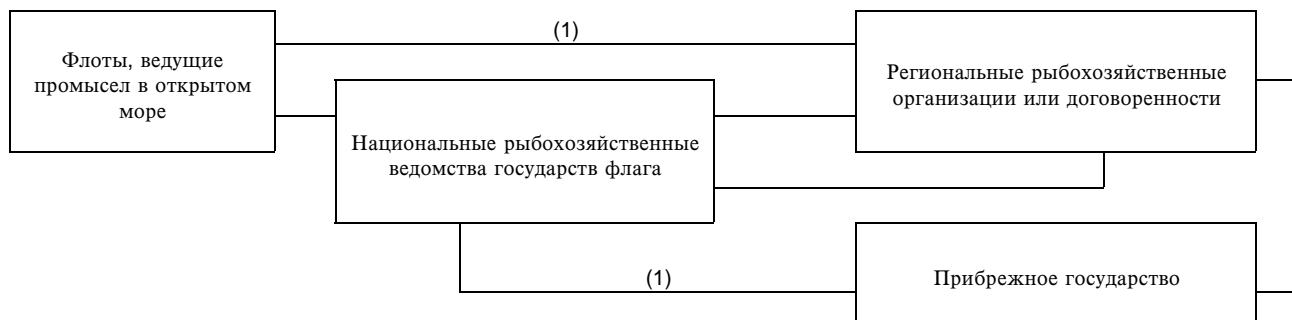 (1)
Флоты, ведущие
промысел в открытом
море
Региональные рыбохозяйственные
организации или договоренности
Национальные рыбохозяйственные
ведомства государств флага
(1)
Прибрежное государство